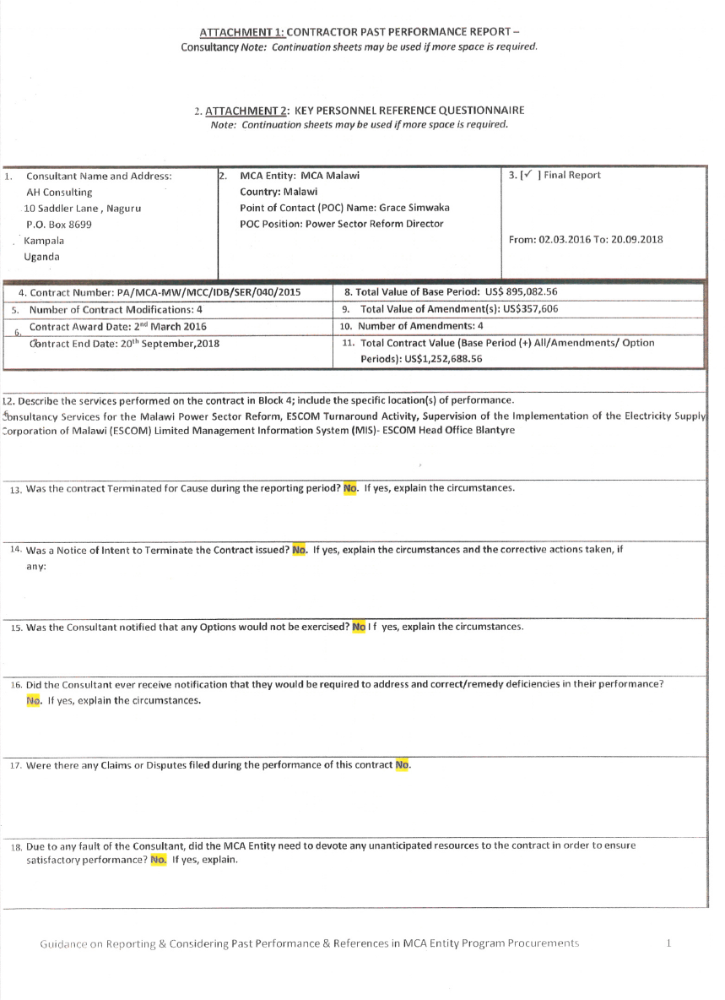 ATTACHMENT 1: CONTRACTOR PAST PERFORMANCE REPORT –
Consultancy Note: Continuation sheets may be used if more space is required.
2. ATTACHMENT 2: KEY PERSONNEL REFERENCE QUESTIONNAIRE
Note: Continuation sheets may be used if more space is required.
1. Consultant Name and Address:
AH Consulting
10 Saddler Lane , Naguru
P.O. Box 8699
Kampala
Uganda
2. MCA Entity: MCA Malawi
Country: Malawi
Point of Contact (POC) Name: Grace Simwaka
POC Position: Power Sector Reform Director
3. [✓ ] Final Report
From: 02.03.2016 To: 20.09.2018
4. Contract Number: PA/MCA-MW/MCC/IDB/SER/040/2015
5. Number of Contract Modifications: 4
6. Contract Award Date: 2nd March 2016
Contract End Date: 20th September,2018
8. Total Value of Base Period: US$ 895,082.56
9. Total Value of Amendment(s): US$357,606
10. Number of Amendments: 4
11. Total Contract Value (Base Period (+) All/Amendments/ Option
Periods): US$1,252,688.56
12. Describe the services performed on the contract in Block 4; include the specific location(s) of performance.
Consultancy Services for the Malawi Power Sector Reform, ESCOM Turnaround Activity, Supervision of the Implementation of the Electricity Supply
Corporation of Malawi (ESCOM) Limited Management Information System (MIS)- ESCOM Head Office Blantyre
13. Was the contract Terminated for Cause during the reporting period? No. If yes, explain the circumstances.
14. Was a Notice of Intent to Terminate the Contract issued? No. If yes, explain the circumstances and the corrective actions taken, if
any:
15. Was the Consultant notified that any Options would not be exercised? No I f yes, explain the circumstances.
16. Did the Consultant ever receive notification that they would be required to address and correct/remedy deficiencies in their performance?
No. If yes, explain the circumstances.
17. Were there any Claims or Disputes filed during the performance of this contract No.
18. Due to any fault of the Consultant, did the MCA Entity need to devote any unanticipated resources to the contract in order to ensure
satisfactory performance? No. If yes, explain.
Guidance on Reporting & Considering Past Performance & References in MCA Entity Program Procurements 1